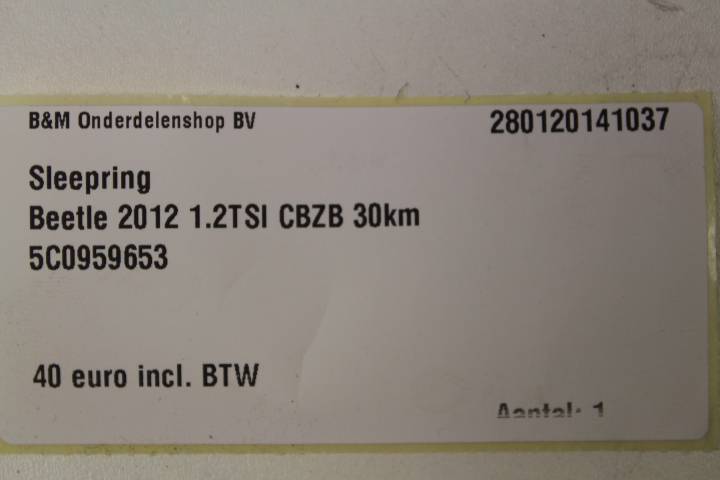 B&M Onderdelenshop BV 280120141037
Sleepring
Beetle 2012 1.2TSI CBZB 30km
5C0959653
40 euro incl. BTW
Aantal: 1